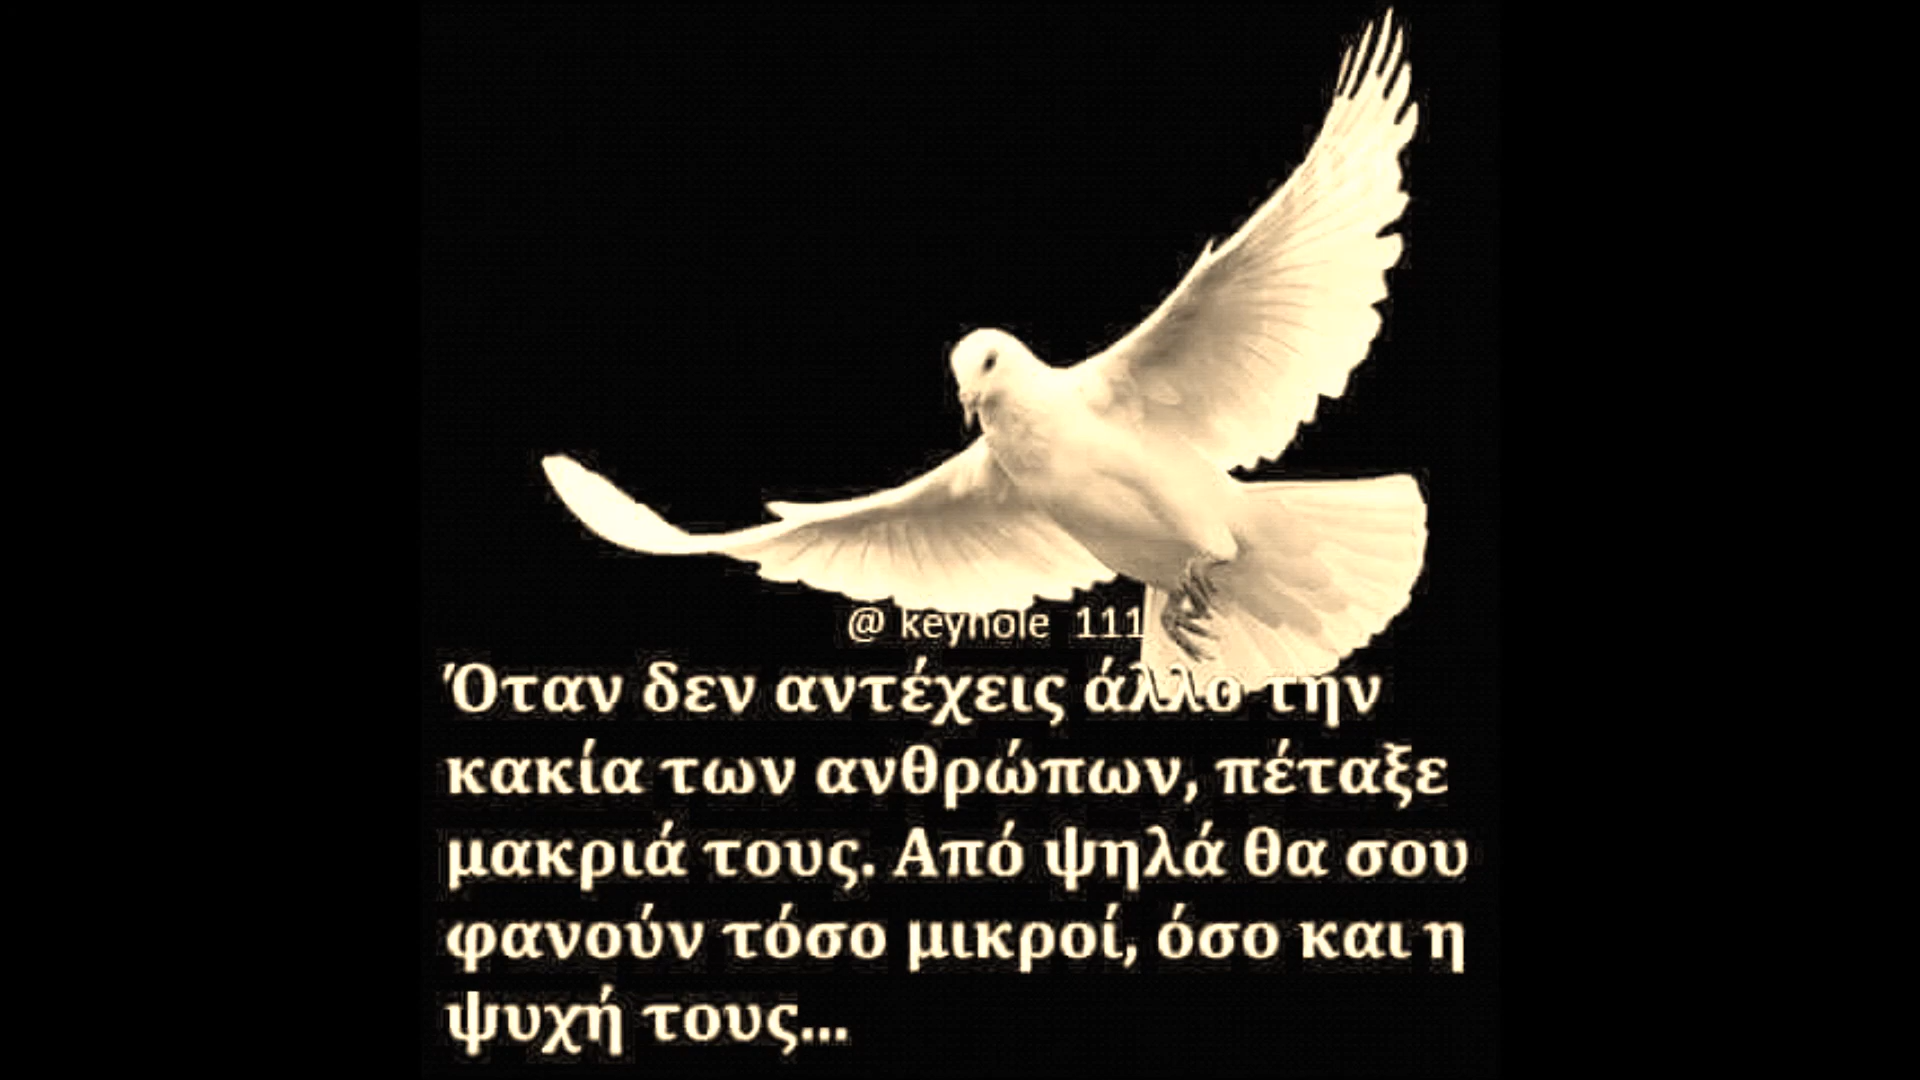 @ keyhole 111
Όταν δεν αντέχεις άλλο την
κακία των ανθρώπων, πέταξε
μακριά τους. Από ψηλά θα σου
φανούν τόσο μικροί, όσο και η
ψυχή τους...